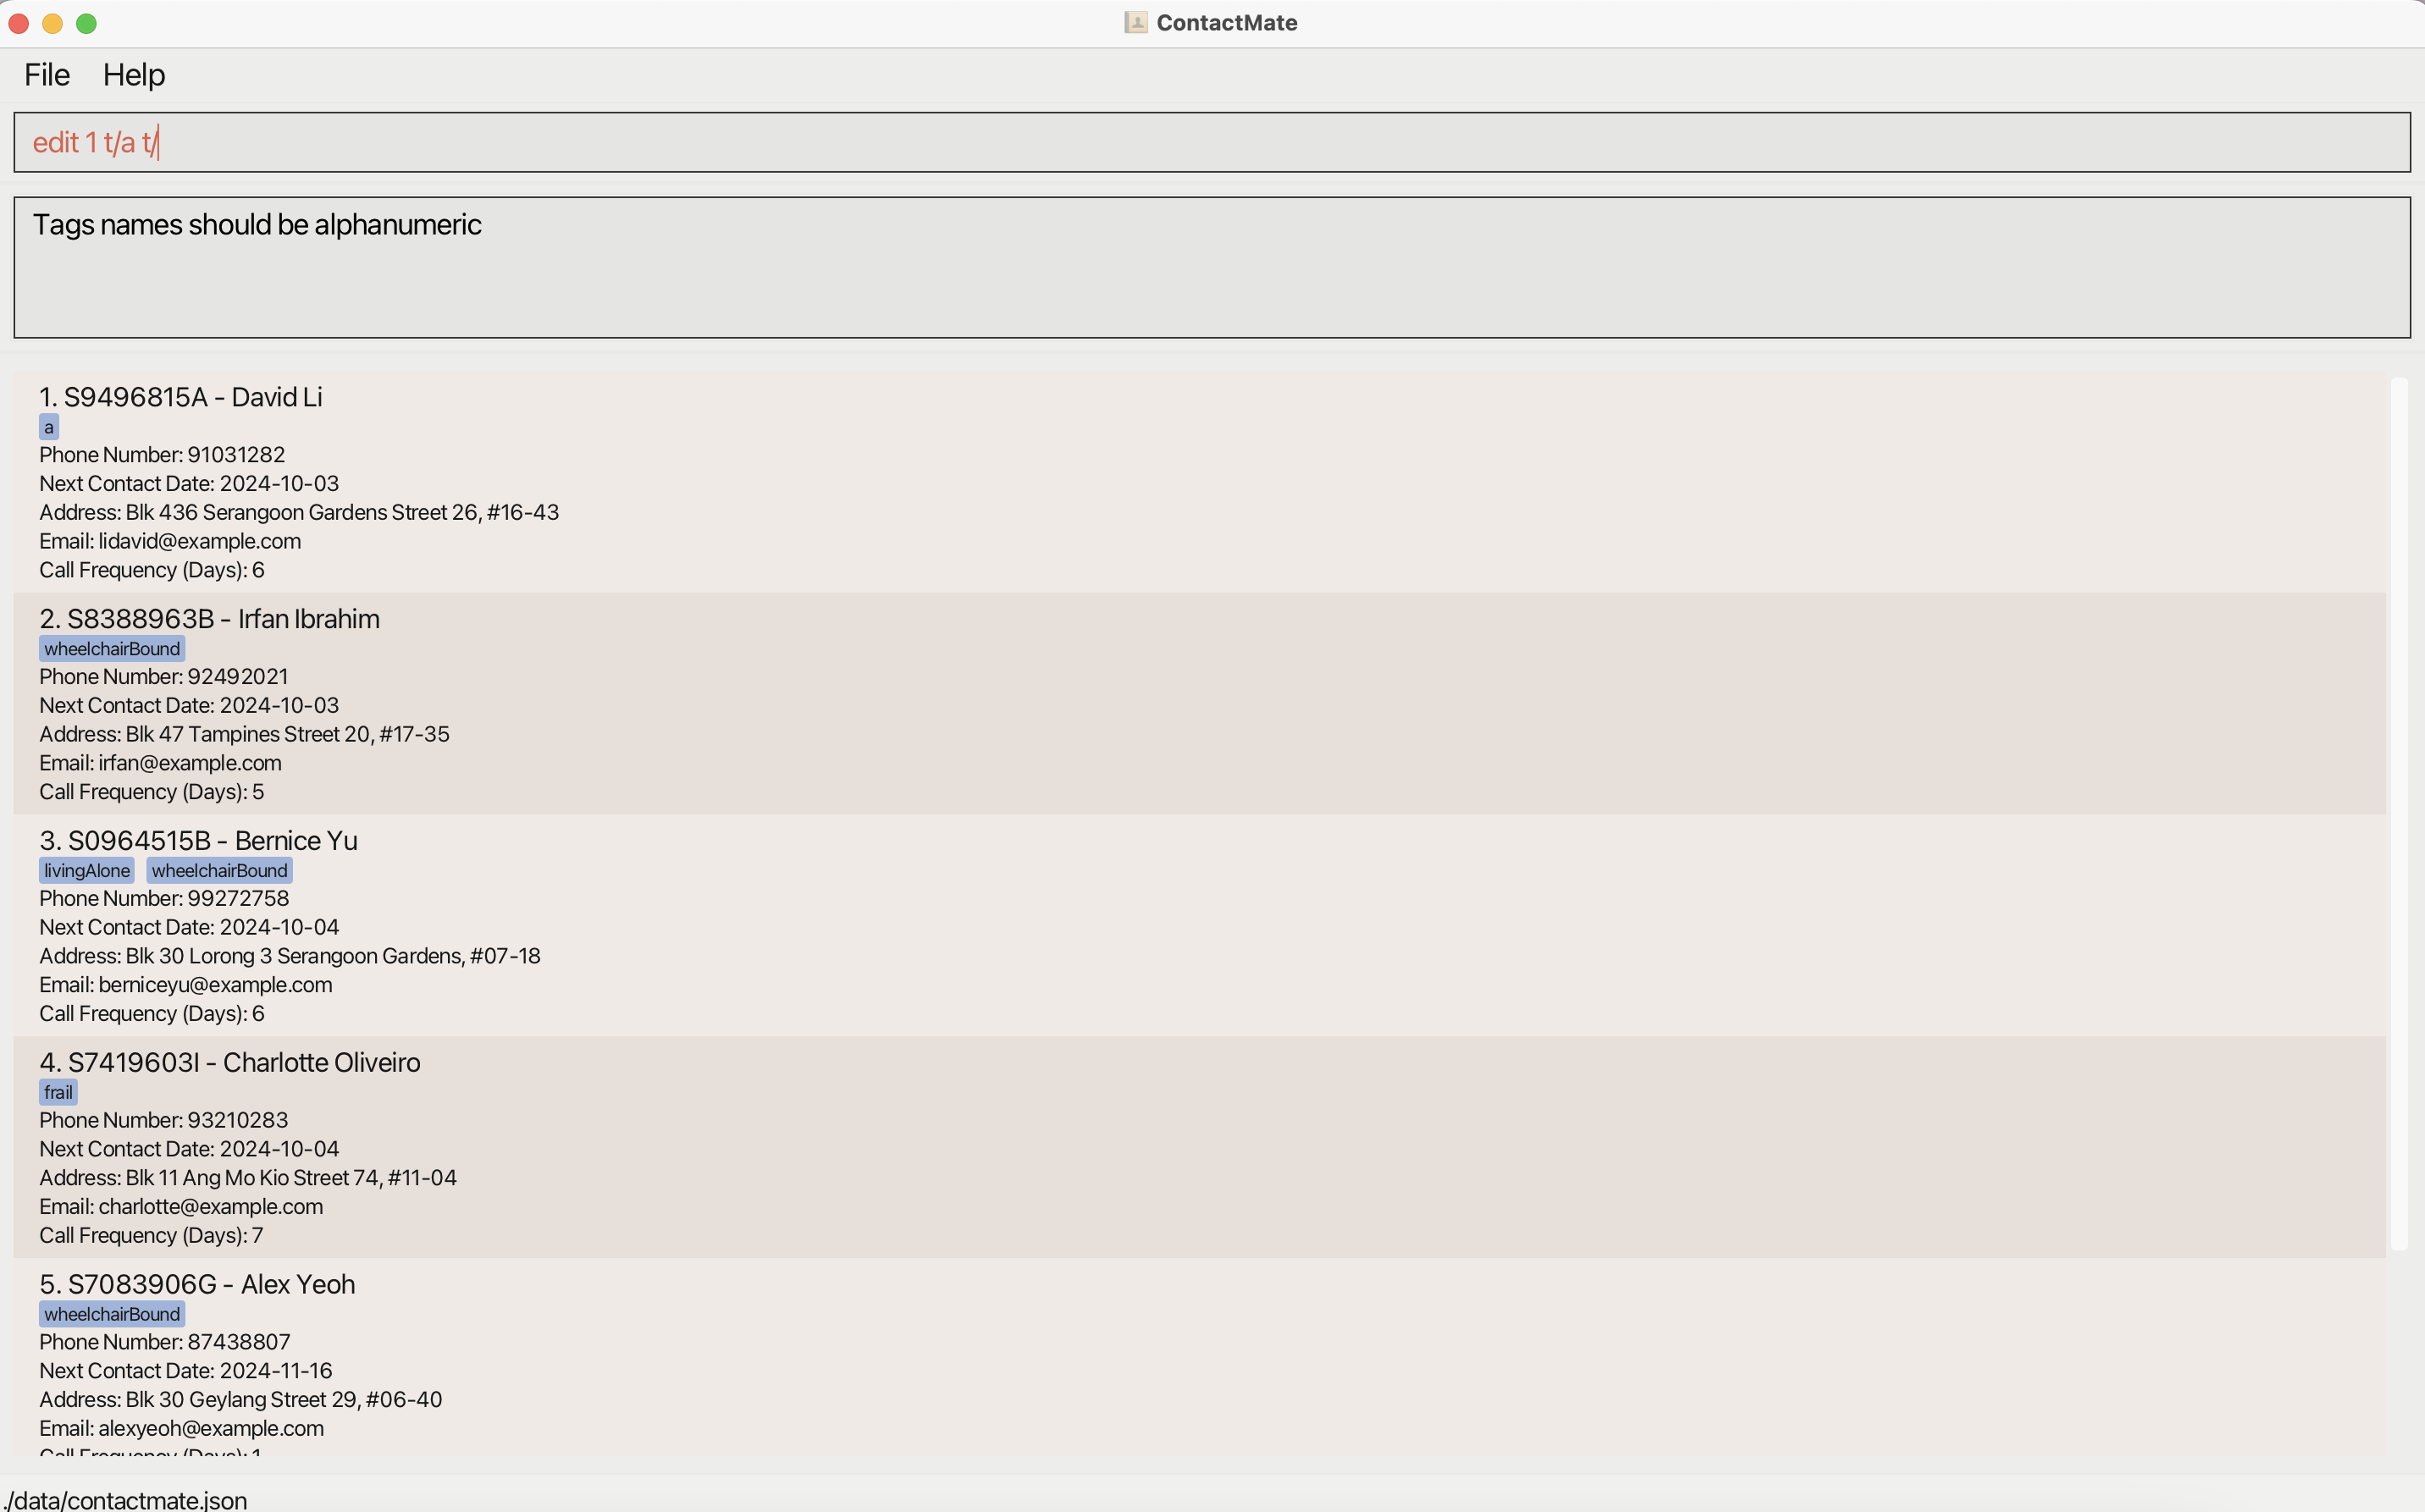 ContactMate
File Help
edit 1 t/a t/
Tags names should be alphanumeric
1. S9496815A - David Li
a
Phone Number: 91031282
Next Contact Date: 2024-10-03
Address: Blk 436 Serangoon Gardens Street 26, #16-43
Email: lidavid@example.com
Call Frequency (Days): 6
2. S8388963B - Irfan Ibrahim
wheelchairBound
Phone Number: 92492021
Next Contact Date: 2024-10-03
Address: Blk 47 Tampines Street 20, #17-35
Email: irfan@example.com
Call Frequency (Days): 5
3. S0964515B - Bernice Yu
livingAlone wheelchairBound
Phone Number: 99272758
Next Contact Date: 2024-10-04
Address: Blk 30 Lorong 3 Serangoon Gardens, #07-18
Email: berniceyu@example.com
Call Frequency (Days): 6
4. S7419603I - Charlotte Oliveiro
frail
Phone Number: 93210283
Next Contact Date: 2024-10-04
Address: Blk 11 Ang Mo Kio Street 74, #11-04
Email: charlotte@example.com
Call Frequency (Days): 7
5. S7083906G - Alex Yeoh
wheelchairBound
Phone Number: 87438807
Next Contact Date: 2024-11-16
Address: Blk 30 Geylang Street 29, #06-40
Email: alexyeoh@example.com
Call Frequency (Days): 1
./data/contactmate.json